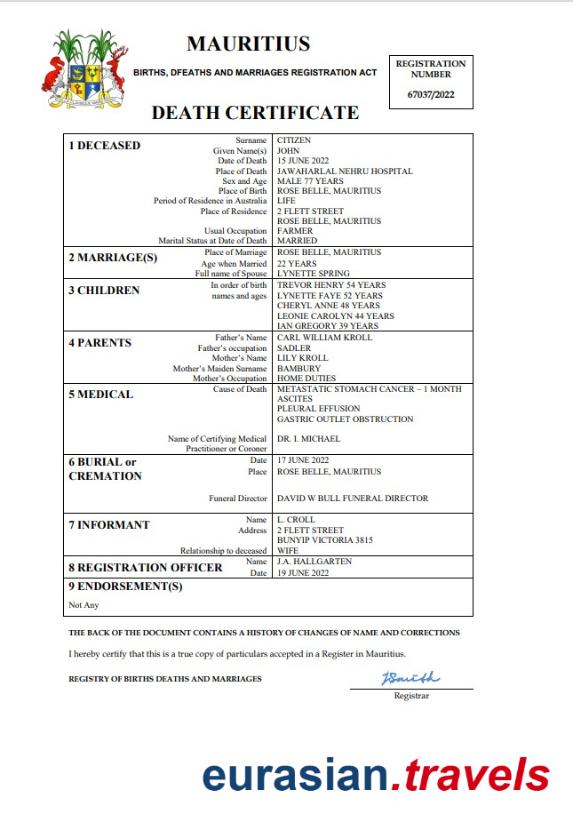 MAURITIUS
BIRTHS, DFEATHS AND MARRIAGES REGISTRATION ACT
REGISTRATION
NUMBER
67037/2022
DEATH CERTIFICATE
1 DECEASED
Surname CITIZEN
Given Name(s) JOHN
Date of Death 15 JUNE 2022
Place of Death JAWAHARLAL NEHRU HOSPITAL
Sex and Age MALE 77 YEARS
Place of Birth ROSE BELLE, MAURITIUS
Period of Residence in Australia LIFE
Place of Residence 2 FLETT STREET
ROSE BELLE, MAURITIUS
Usual Occupation FARMER
Marital Status at Date of Death MARRIED
2 MARRIAGE(S)
Place of Marriage ROSE BELLE, MAURITIUS
Age when Married 22 YEARS
Full name of Spouse LYNETTE SPRING
3 CHILDREN
In order of birth TREVOR HENRY 54 YEARS
names and ages LYNETTE FAYE 52 YEARS
CHERYL ANNE 48 YEARS
LEONIE CAROLYN 44 YEARS
IAN GREGORY 39 YEARS
4 PARENTS
Father's Name CARL WILLIAM KROLL
Father's occupation SADLER
Mother's Name LILY KROLL
Mother's Maiden Surname BAMBURY
Mother's Occupation HOME DUTIES
5 MEDICAL
Cause of Death METASTATIC STOMACH CANCER – 1 MONTH
ASCITES
PLEURAL EFFUSION
GASTRIC OUTLET OBSTRUCTION
Name of Certifying Medical DR. I. MICHAEL
Practitioner or Coroner
6 BURIAL or
CREMATION
Date 17 JUNE 2022
Place ROSE BELLE, MAURITIUS
Funeral Director DAVID W BULL FUNERAL DIRECTOR
7 INFORMANT
Name L. CROLL
Address 2 FLETT STREET
BUNYIP VICTORIA 3815
Relationship to deceased WIFE
8 REGISTRATION OFFICER
Name J.A. HALLGARTEN
Date 19 JUNE 2022
9 ENDORSEMENT(S)
Not Any
THE BACK OF THE DOCUMENT CONTAINS A HISTORY OF CHANGES OF NAME AND CORRECTIONS
I hereby certify that this is a true copy of particulars accepted in a Register in Mauritius.
REGISTRY OF BIRTHS DEATHS AND MARRIAGES
Registrar
eurasian.travels